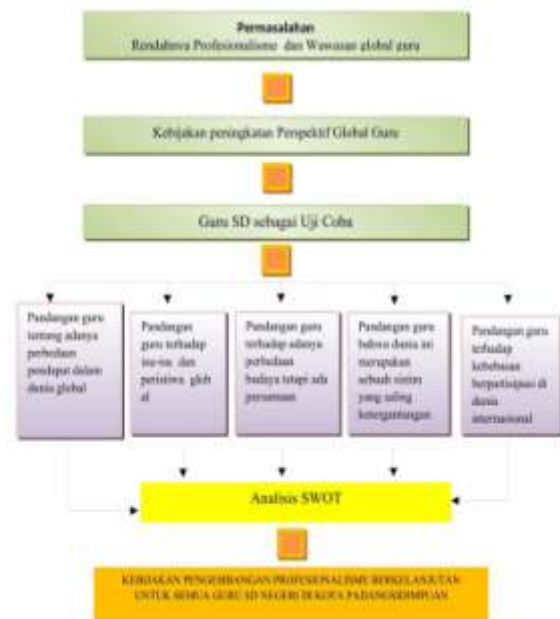 Permasalahan
Rendahnya Profesionalisme dan Wawasan global guru
Kebijakan peningkatan Perspektif Global Guru
Guru SD sebagai Uji Coba
Pandangan guru
tentang adanya
perbedaan
pendapat dalam
dunia global
Pandangan
guru terhadap
isu-isu dan
peristiwa glob
al
Pandangan guru
terhadap adanya
perbedaan
budaya tetapi ada
persamaan
Pandangan guru
bahwa dunia ini
merupakan
sebuah sistim
yang saling
ketergantungan
Pandangan guru
terhadap
kebebasan
berpartisipasi di
dunia
internasional
Analisis SWOT
KEBIJAKAN PENGEMBANGAN PROFESIONALISME BERKELANJUTAN
UNTUK SEMUA GURU SD NEGERI DI KOTA PADANGSIDIMPUAN